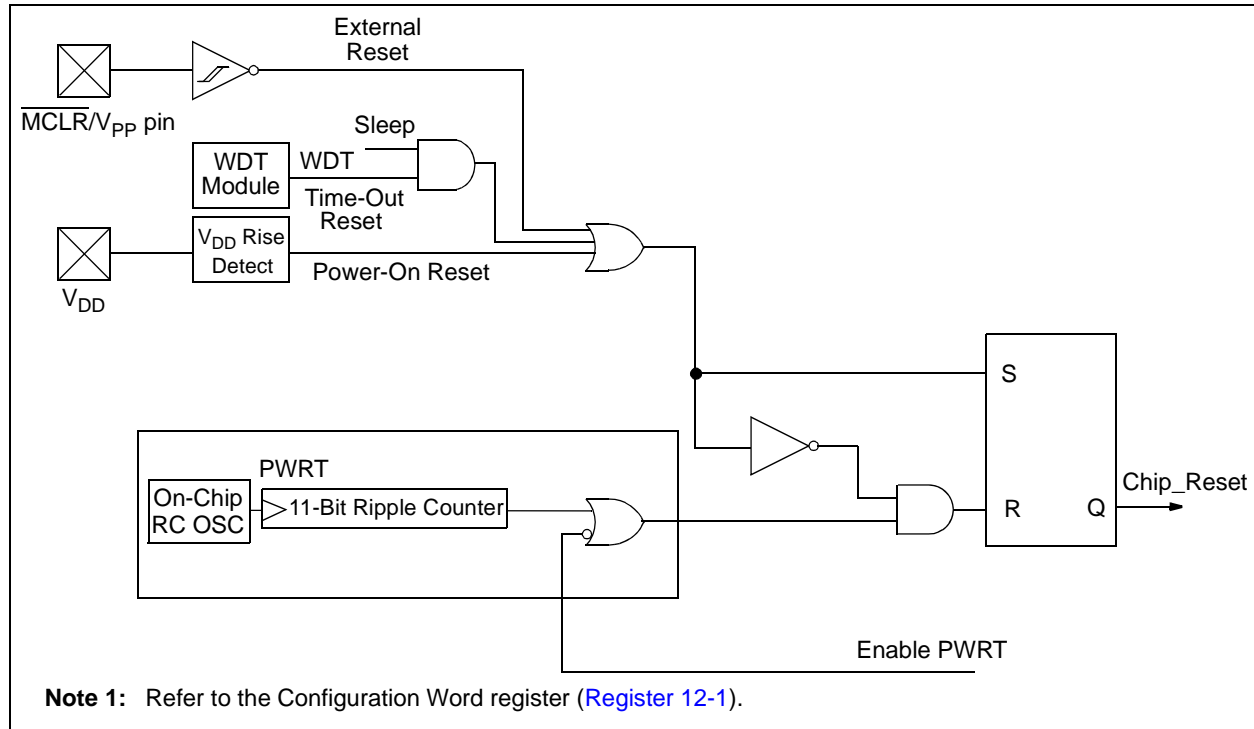 External
Reset
MCLR/VPP pin
Sleep
WDT
Module
WDT
Time-Out
Reset
VDD Rise
Detect
Power-On Reset
VDD
S
PWRT
On-Chip
RC OSC
11-Bit Ripple Counter
R
Q
Chip_Reset
Enable PWRT
Note 1: Refer to the Configuration Word register (Register 12-1).